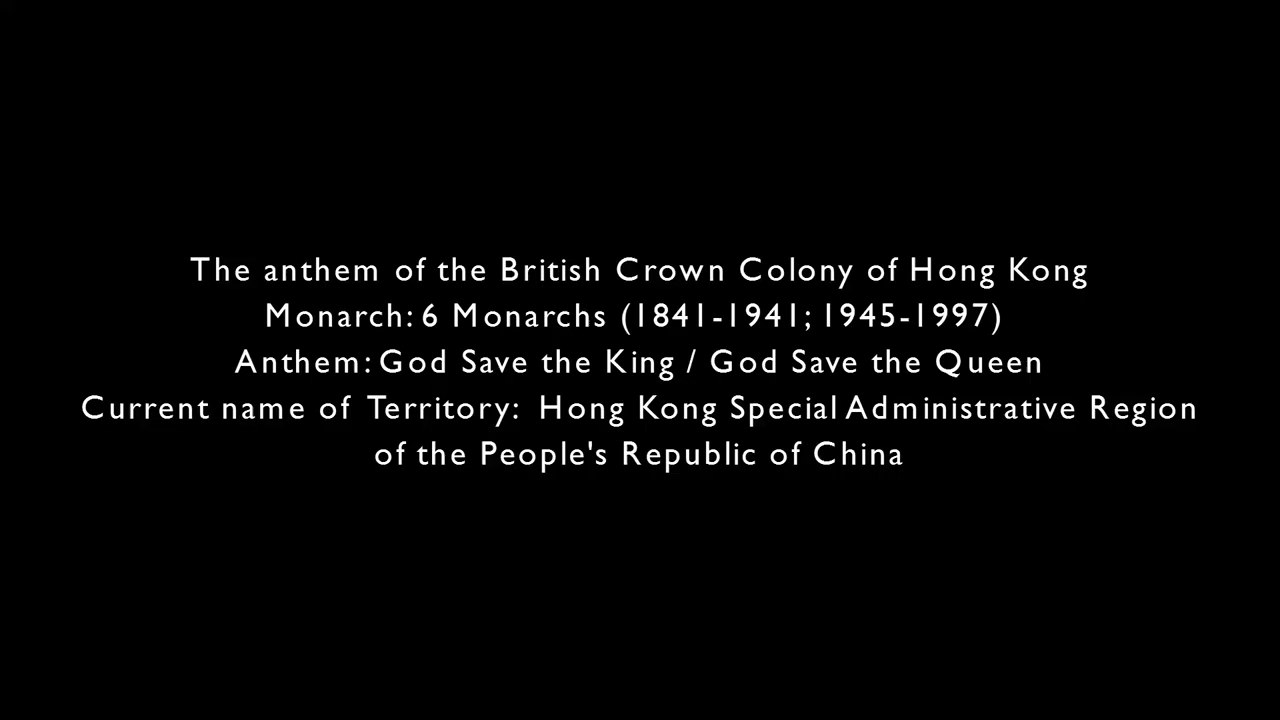 The anthem of the British Crown Colony of Hong Kong
Monarch: 6 Monarchs (1841-1941; 1945-1997)
Anthem: God Save the King / God Save the Queen
Current name of Territory: Hong Kong Special Administrative Region
of the People's Republic of China